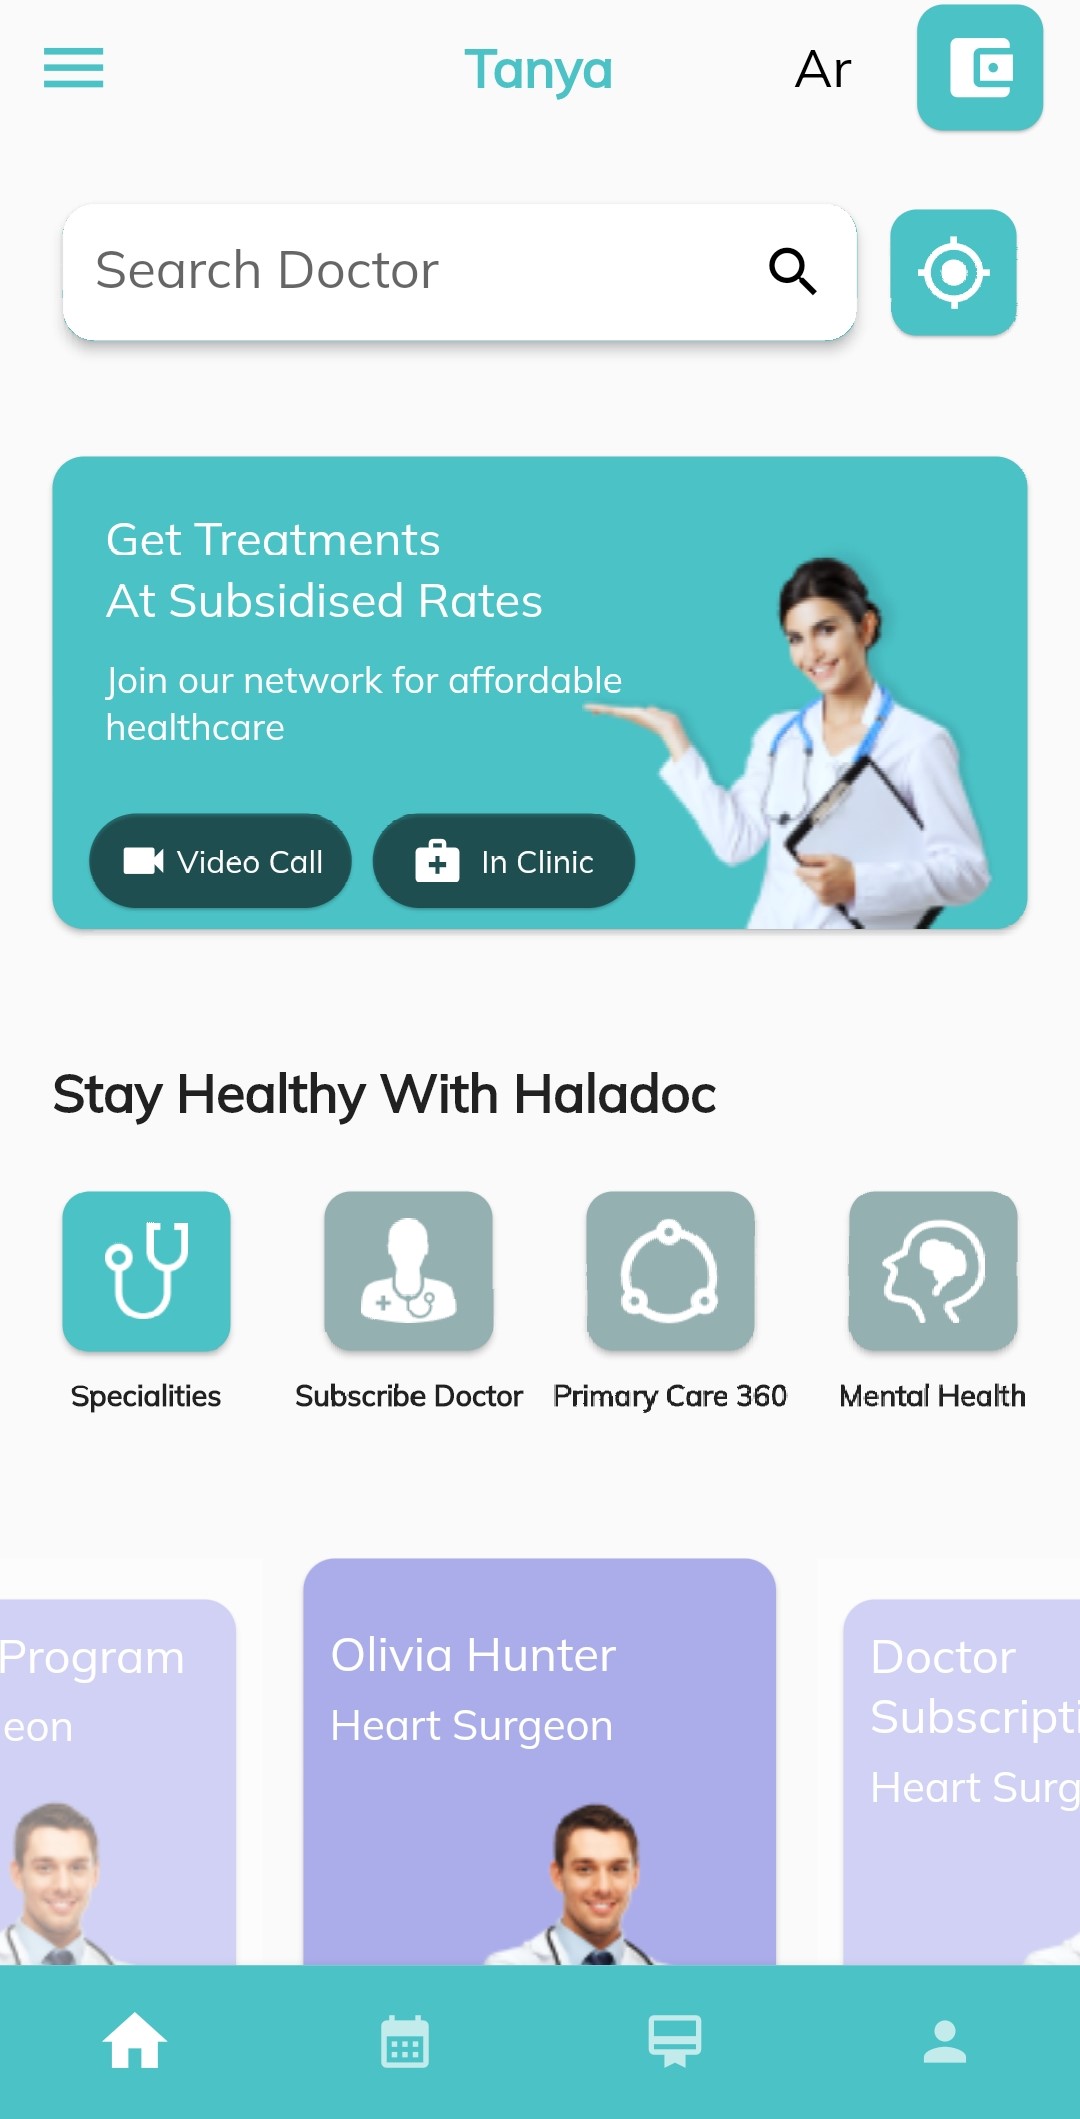 Tanya
Ar
Search Doctor
Get Treatments
At Subsidised Rates
Join our network for affordable
healthcare
Video Call
In Clinic
Stay Healthy With Haladoc
Specialities
Subscribe Doctor
Primary Care 360
Mental Health
Program
eon
Olivia Hunter
Heart Surgeon
Doctor
Subscripti
Heart Surg